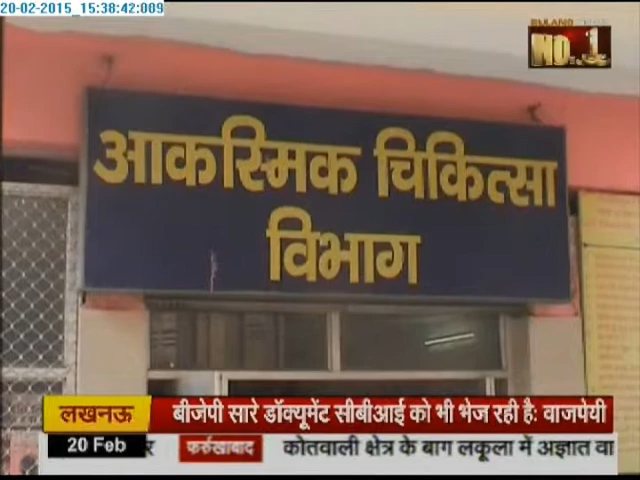 20-02-2015_15:38:42:009
BULAND
NO.1
आकस्मिक चिकित्सा
विभाग
लखनऊ
बीजेपी सारे डॉक्यूमेंट सीबीआई को भी भेज रही है: वाजपेयी
20 Feb
र फर्रुखाबाद कोतवाली क्षेत्र के बाग लकूला में अज्ञात वा